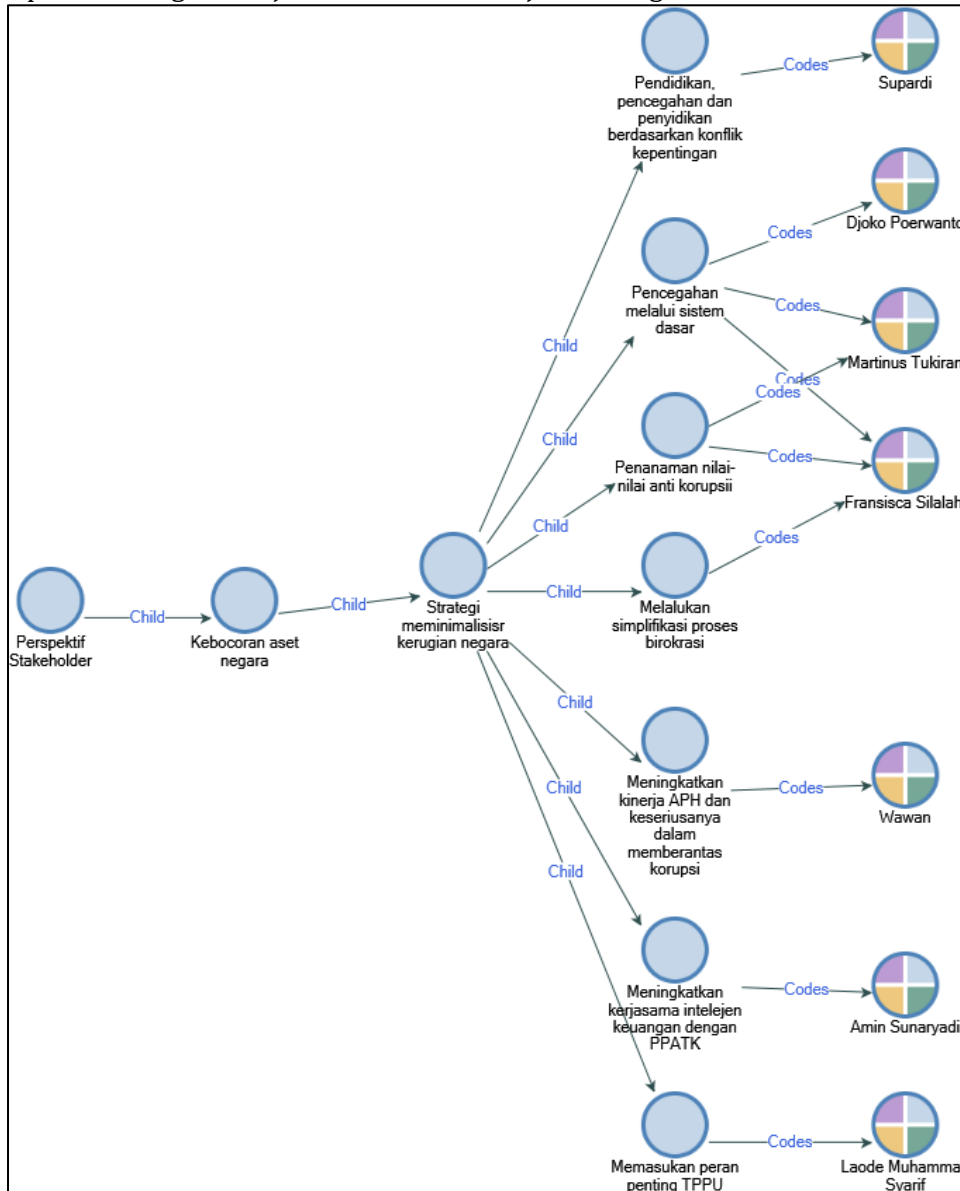 Pendidikan,
pencegahan dan
penyidikan
berdasarkan konflik
kepentingan
Codes
Supardi
Child
Pencegahan
melalui sistem
dasar
Codes
Djoko Poerwanto
Codes
Martinus Tukiran
Codes
Child
Penanaman nilai-
nilai anti korupsii
Codes
Codes
Fransisca Silalah
Child
Melalukan
simplifikasi proses
birokrasi
Codes
Child
Perspektif
Stakeholder
Child
Kebocoran aset
negara
Child
Strategi
meminimalisisr
kerugian negara
Child
Meningkatkan
kinerja APH dan
keseriusanya
dalam
memberantas
korupsi
Codes
Wawan
Child
Meningkatkan
kerjasama intelejen
keuangan dengan
PPATK
Codes
Amin Sunaryadi
Child
Memasukan peran
penting TPPU
Codes
Laode Muhamma
Syarif